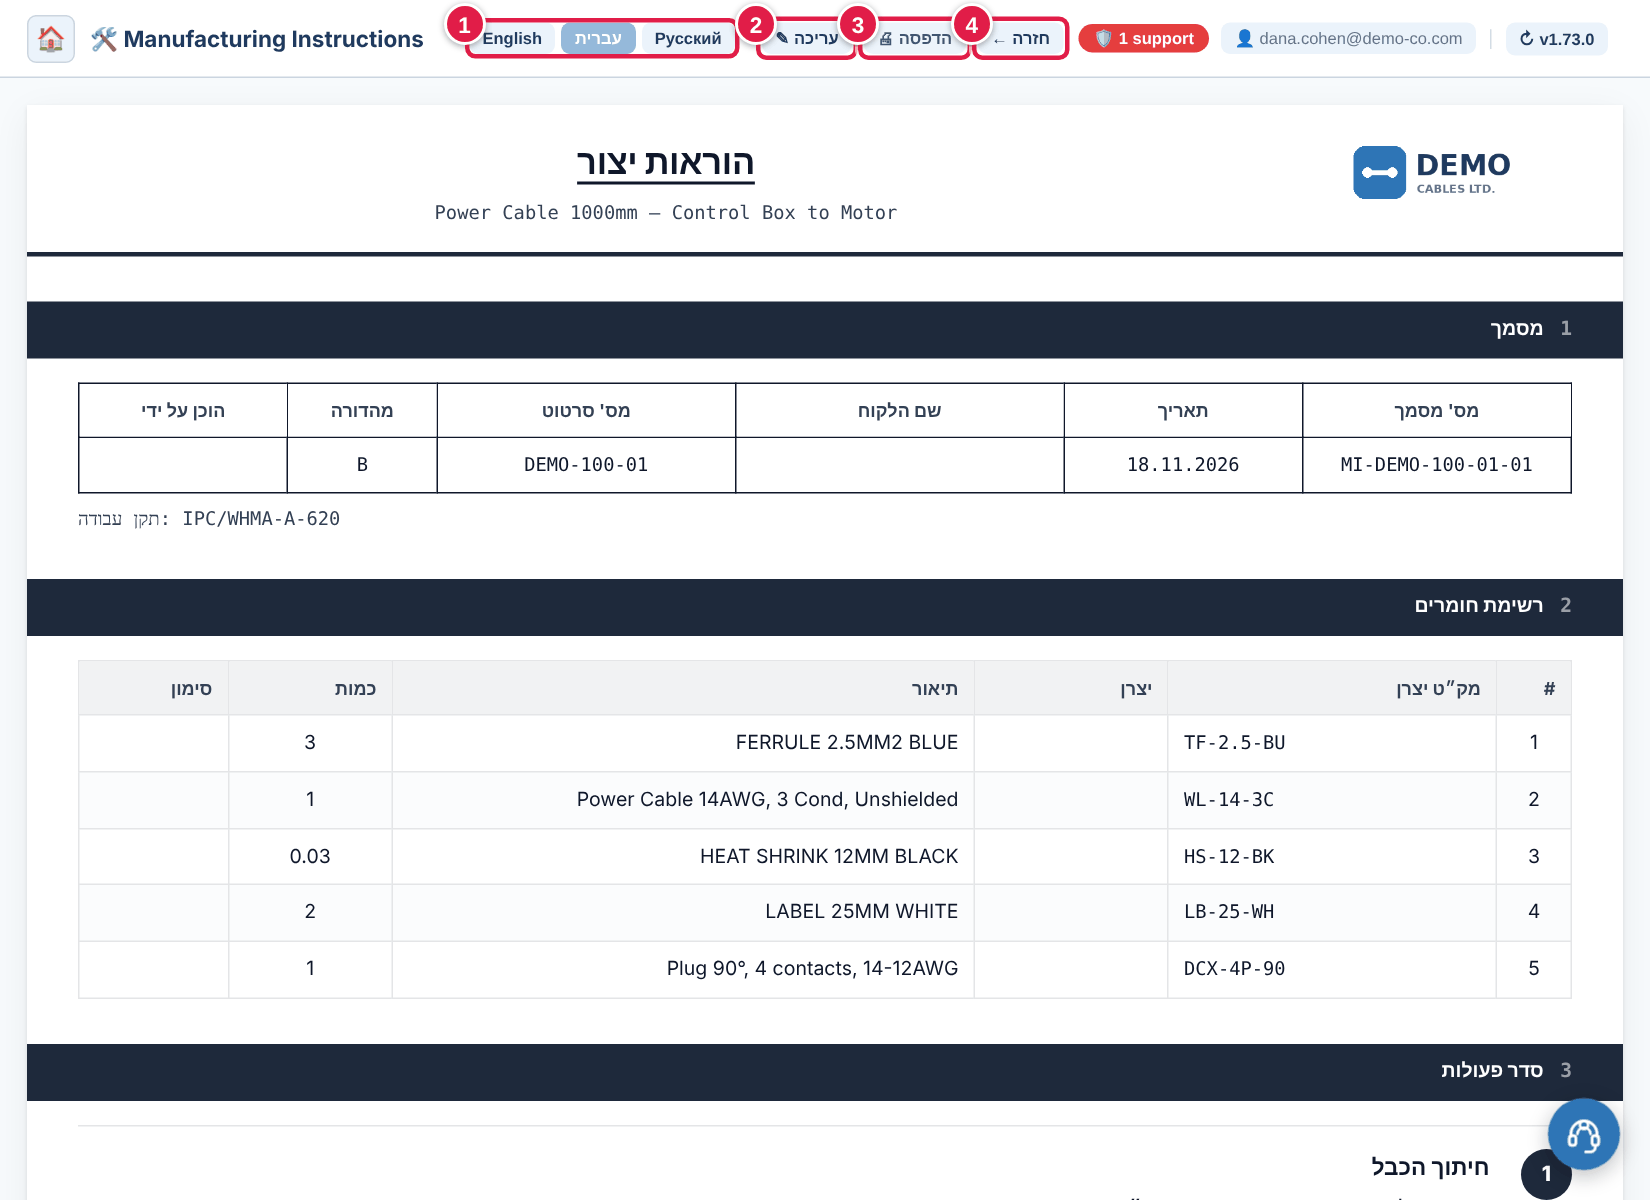 🛠️ Manufacturing Instructions
1 English עברית Русский
2 ✎ עריכה
3 🖨 הדפסה
4 ← חזרה
1 support
dana.cohen@demo-co.com
↻ v1.73.0
הוראות יצור
Power Cable 1000mm – Control Box to Motor
DEMO
CABLES LTD.
1 מסמך
מס' מסמך תאריך שם הלקוח מס' סרטוט מהדורה הוכן על ידי
MI-DEMO-100-01-01 18.11.2026 DEMO-100-01 B
תקן עבודה: IPC/WHMA-A-620
2 רשימת חומרים
# מק״ט יצרן יצרן תיאור כמות סימון
1 TF-2.5-BU FERRULE 2.5MM2 BLUE 3
2 WL-14-3C Power Cable 14AWG, 3 Cond, Unshielded 1
3 HS-12-BK HEAT SHRINK 12MM BLACK 0.03
4 LB-25-WH LABEL 25MM WHITE 2
5 DCX-4P-90 Plug 90°, 4 contacts, 14-12AWG 1
3 סדר פעולות
1 חיתוך הכבל